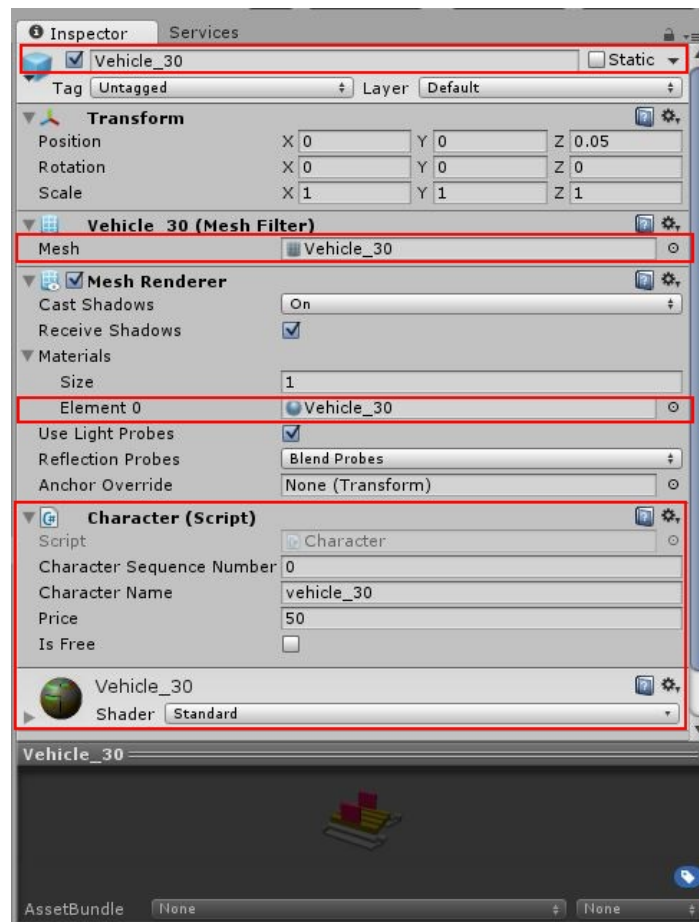 Inspector Services
Vehicle_30 Static
Tag Untagged Layer Default
Transform
Position X 0 Y 0 Z 0.05
Rotation X 0 Y 0 Z 0
Scale X 1 Y 1 Z 1
Vehicle_30 (Mesh Filter)
Mesh Vehicle_30
Mesh Renderer
Cast Shadows On
Receive Shadows
Materials
Size 1
Element 0 Vehicle_30
Use Light Probes
Reflection Probes Blend Probes
Anchor Override None (Transform)
C# Character (Script)
Script Character
Character Sequence Number 0
Character Name vehicle_30
Price 50
Is Free
Vehicle_30
Shader Standard
Vehicle_30
AssetBundle None None